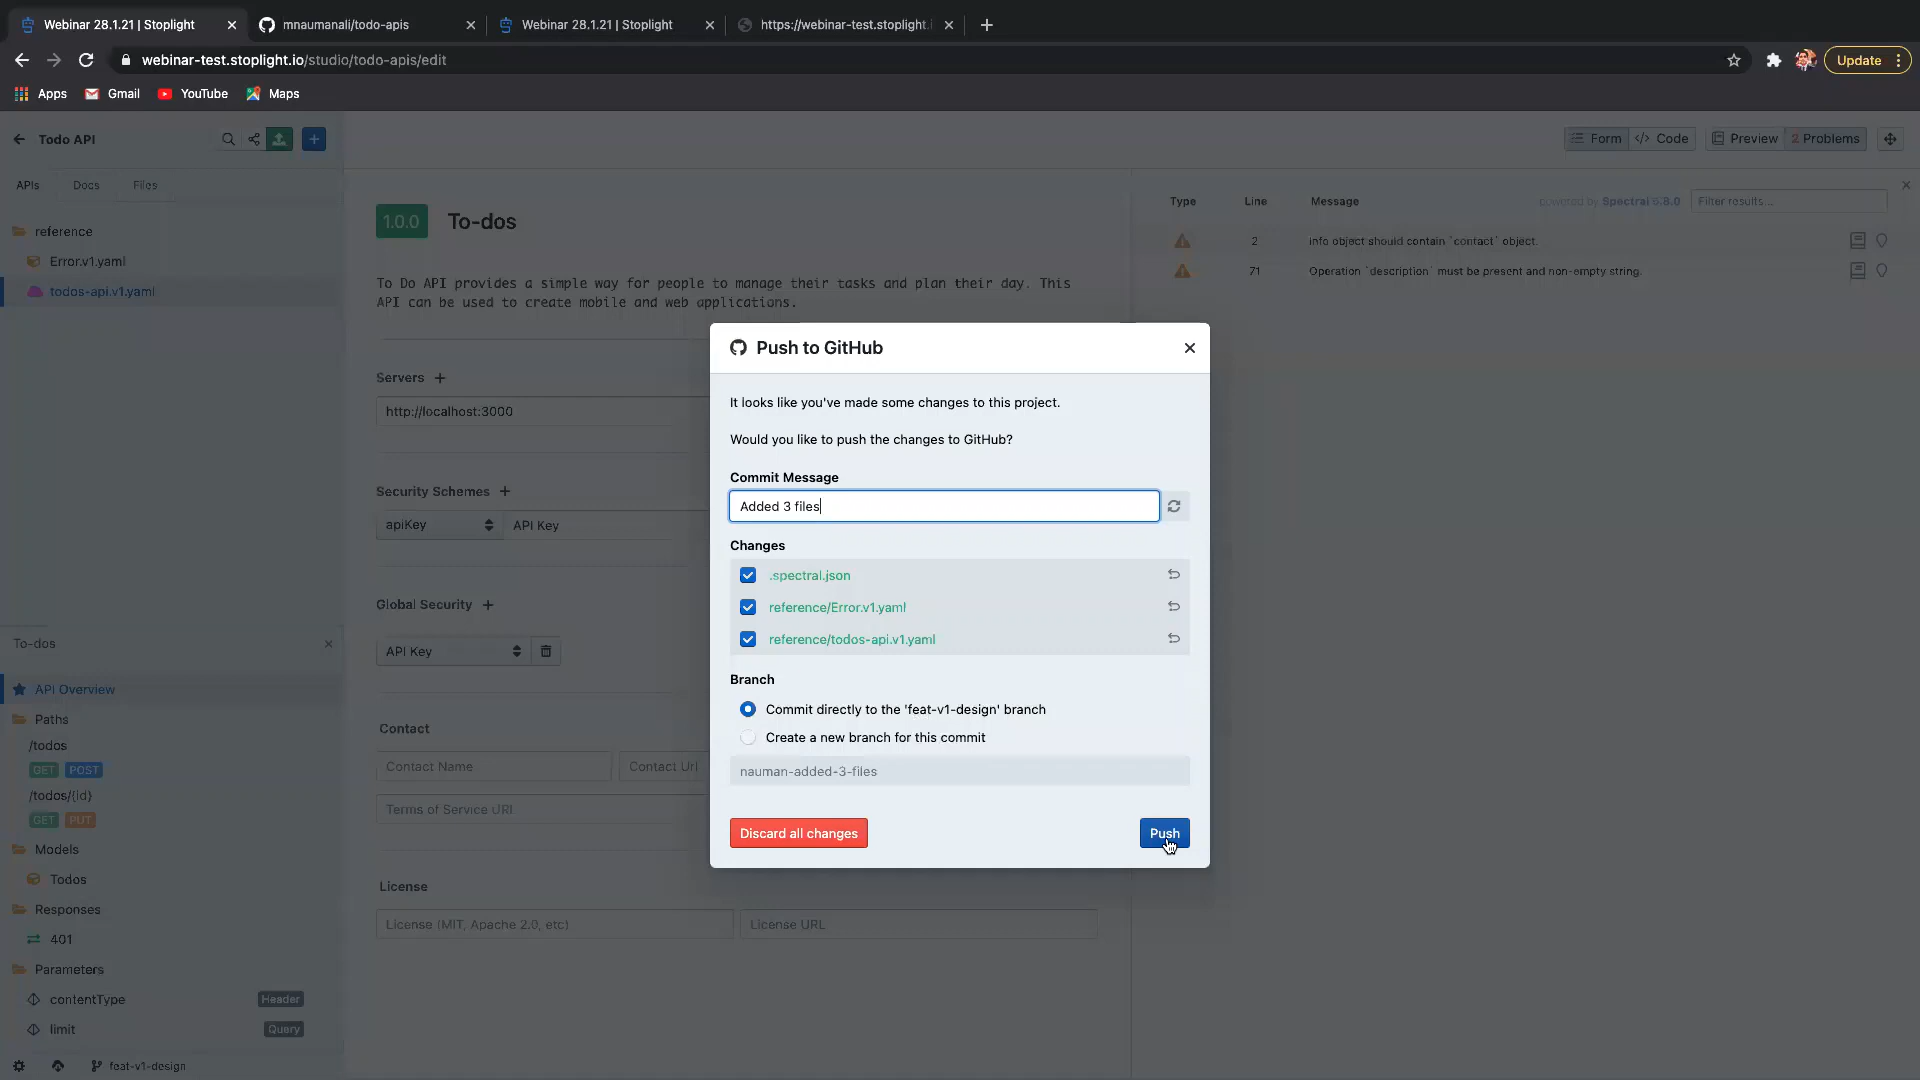 Webinar 28.1.21 | Stoplight
mnaumanali/todo-apis
Webinar 28.1.21 | Stoplight
https://webinar-test.stoplight.
webinar-test.stoplight.io/studio/todo-apis/edit
Update
Apps
Gmail
YouTube
Maps
Todo API
Form
Code
Preview
2 Problems
APIs
Docs
Files
reference
Error.v1.yaml
todos-api.v1.yaml
1.0.0
To-dos
To Do API provides a simple way for people to manage their tasks and plan their day. This
API can be used to create mobile and web applications.
Servers
http://localhost:3000
Security Schemes
apiKey
API Key
Global Security
API Key
Contact
Contact Name
Contact Url
Terms of Service URL
License
License (MIT, Apache 2.0, etc)
License URL
Type
Line
Message
powered by Spectral 5.8.0
Filter results...
2
Info object should contain `contact` object.
71
Operation `description` must be present and non-empty string.
Push to GitHub
It looks like you've made some changes to this project.
Would you like to push the changes to GitHub?
Commit Message
Added 3 files
Changes
.spectral.json
reference/Error.v1.yaml
reference/todos-api.v1.yaml
Branch
Commit directly to the 'feat-v1-design' branch
Create a new branch for this commit
nauman-added-3-files
Discard all changes
Push
To-dos
API Overview
Paths
/todos
GET
POST
/todos/{id}
GET
PUT
Models
Todos
Responses
401
Parameters
contentType
Header
limit
Query
feat-v1-design